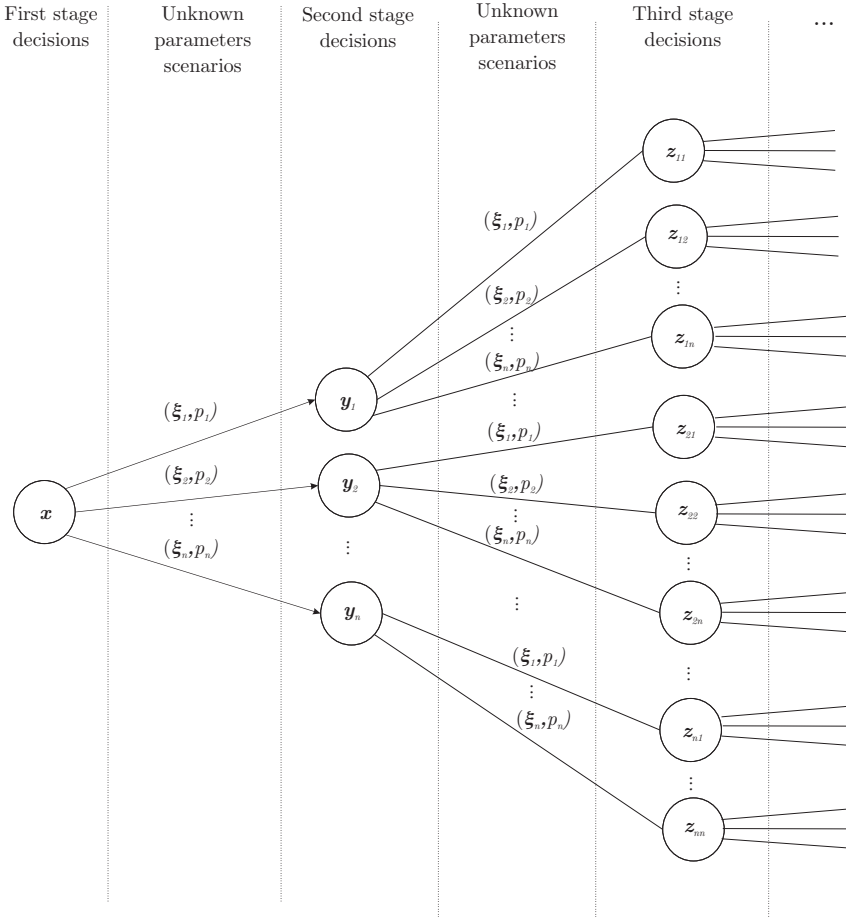 First stage
decisions
Unknown
parameters
scenarios
Second stage
decisions
Unknown
parameters
scenarios
Third stage
decisions
...
x
(ξ₁,p₁)
(ξ₂,p₂)
⋮
(ξₙ,pₙ)
y₁
y₂
⋮
yₙ
(ξ₁,p₁)
(ξ₂,p₂)
⋮
(ξₙ,pₙ)
⋮
(ξ₁,p₁)
(ξ₂,p₂)
⋮
(ξₙ,pₙ)
⋮
(ξ₁,p₁)
⋮
(ξₙ,pₙ)
z₁₁
z₁₂
⋮
z₁ₙ
z₂₁
z₂₂
⋮
z₂ₙ
⋮
zₙ₁
⋮
zₙₙ